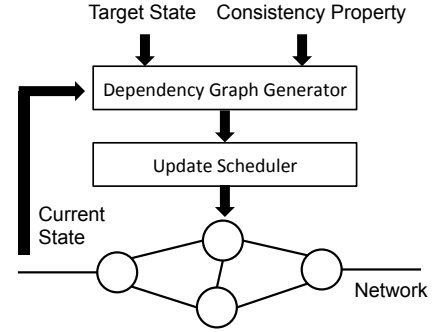 Target State
Consistency Property
Dependency Graph Generator
Update Scheduler
Current
State
Network